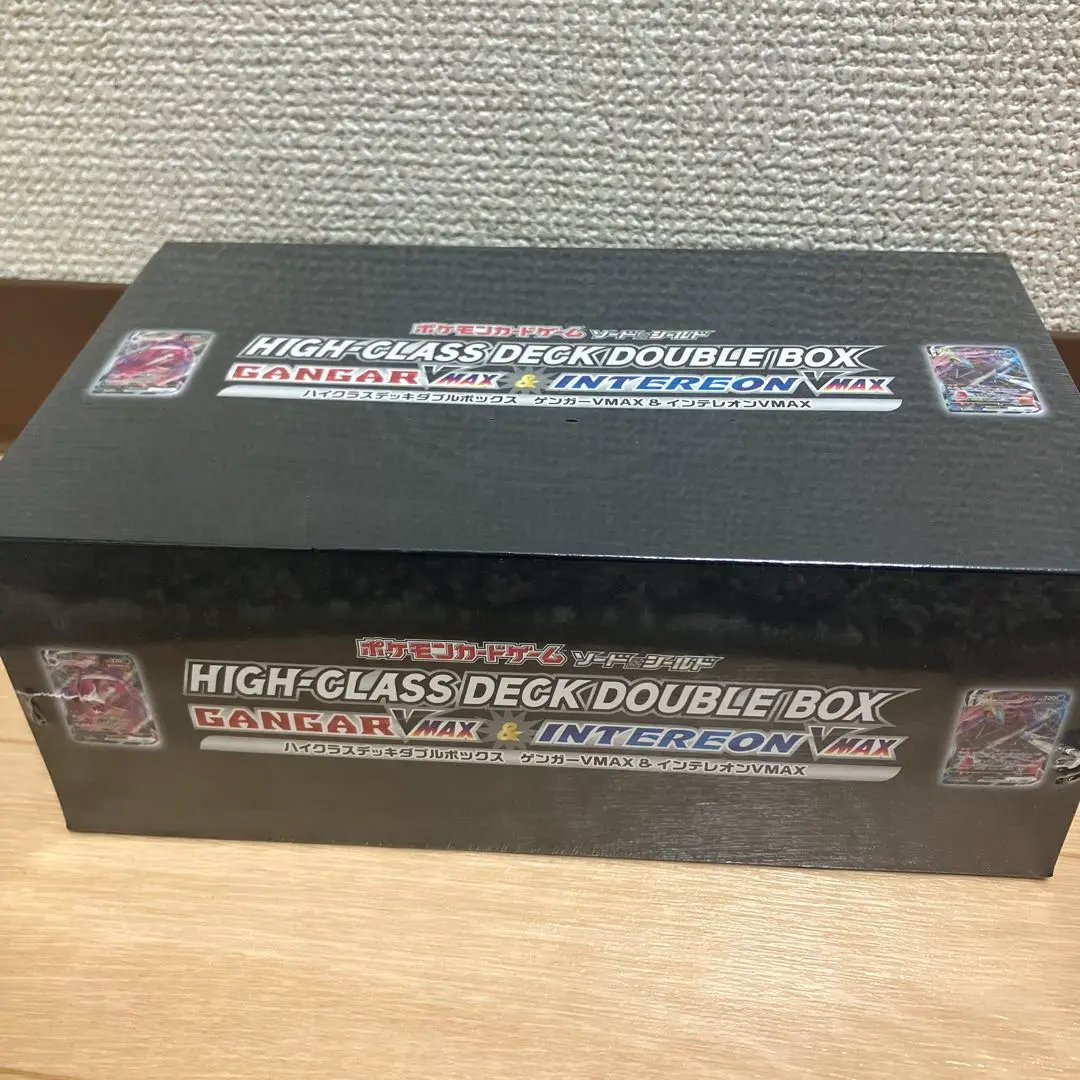 ポケモンカードゲーム ソード&シールド
HIGH-CLASS DECK DOUBLE BOX
GANGAR VMAX & INTEREON VMAX
ハイクラスデッキダブルボックス ゲンガーVMAX & インテレオンVMAX
ポケモンカードゲーム ソード&シールド
HIGH-CLASS DECK DOUBLE BOX
GANGAR VMAX & INTEREON VMAX
ハイクラスデッキダブルボックス ゲンガーVMAX & インテレオンVMAX